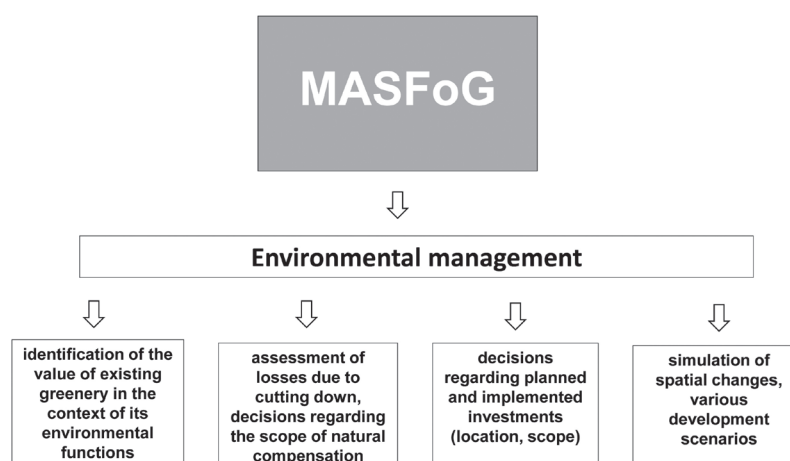 MASFoG
Environmental management
identification of the
value of existing
greenery in the
context of its
environmental
functions
assessment of
losses due to
cutting down,
decisions regarding
the scope of natural
compensation
decisions
regarding planned
and implemented
investments
(location, scope)
simulation of
spatial changes,
various
development
scenarios